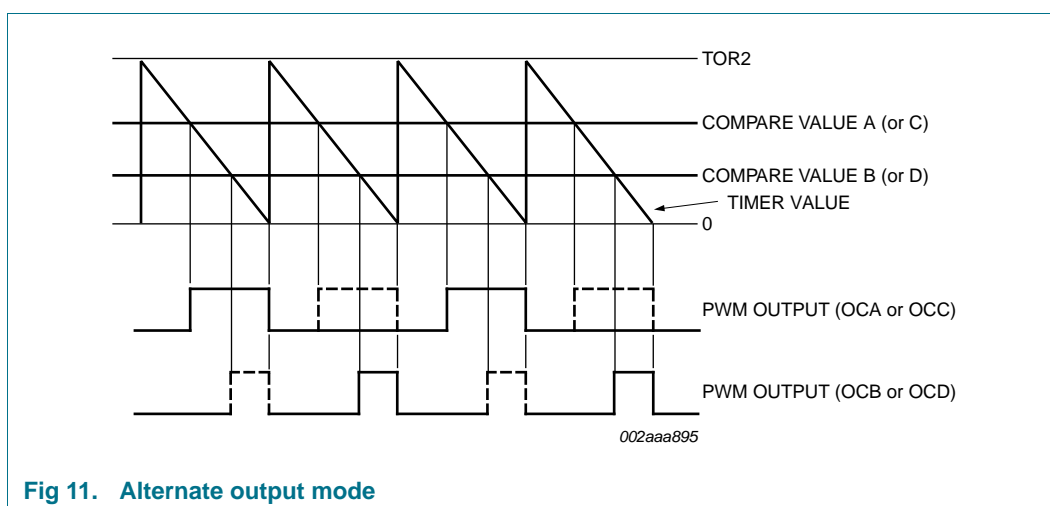 TOR2
COMPARE VALUE A (or C)
COMPARE VALUE B (or D)
TIMER VALUE
0
PWM OUTPUT (OCA or OCC)
PWM OUTPUT (OCB or OCD)
002aaa895
Fig 11. Alternate output mode